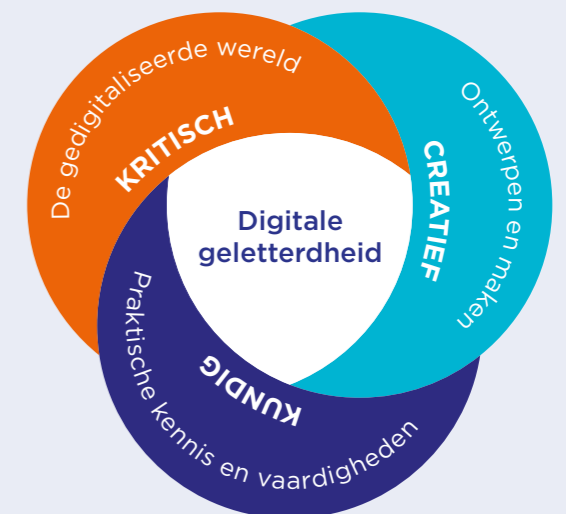 De gedigitaliseerde wereld
KRITISCH
Ontwerpen en maken
CREATIEF
Digitale
geletterdheid
KUNDIG
Praktische kennis en vaardigheden